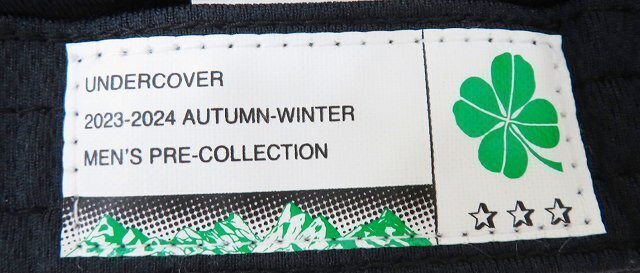 UNDERCOVER
2023-2024 AUTUMN-WINTER
MEN'S PRE-COLLECTION